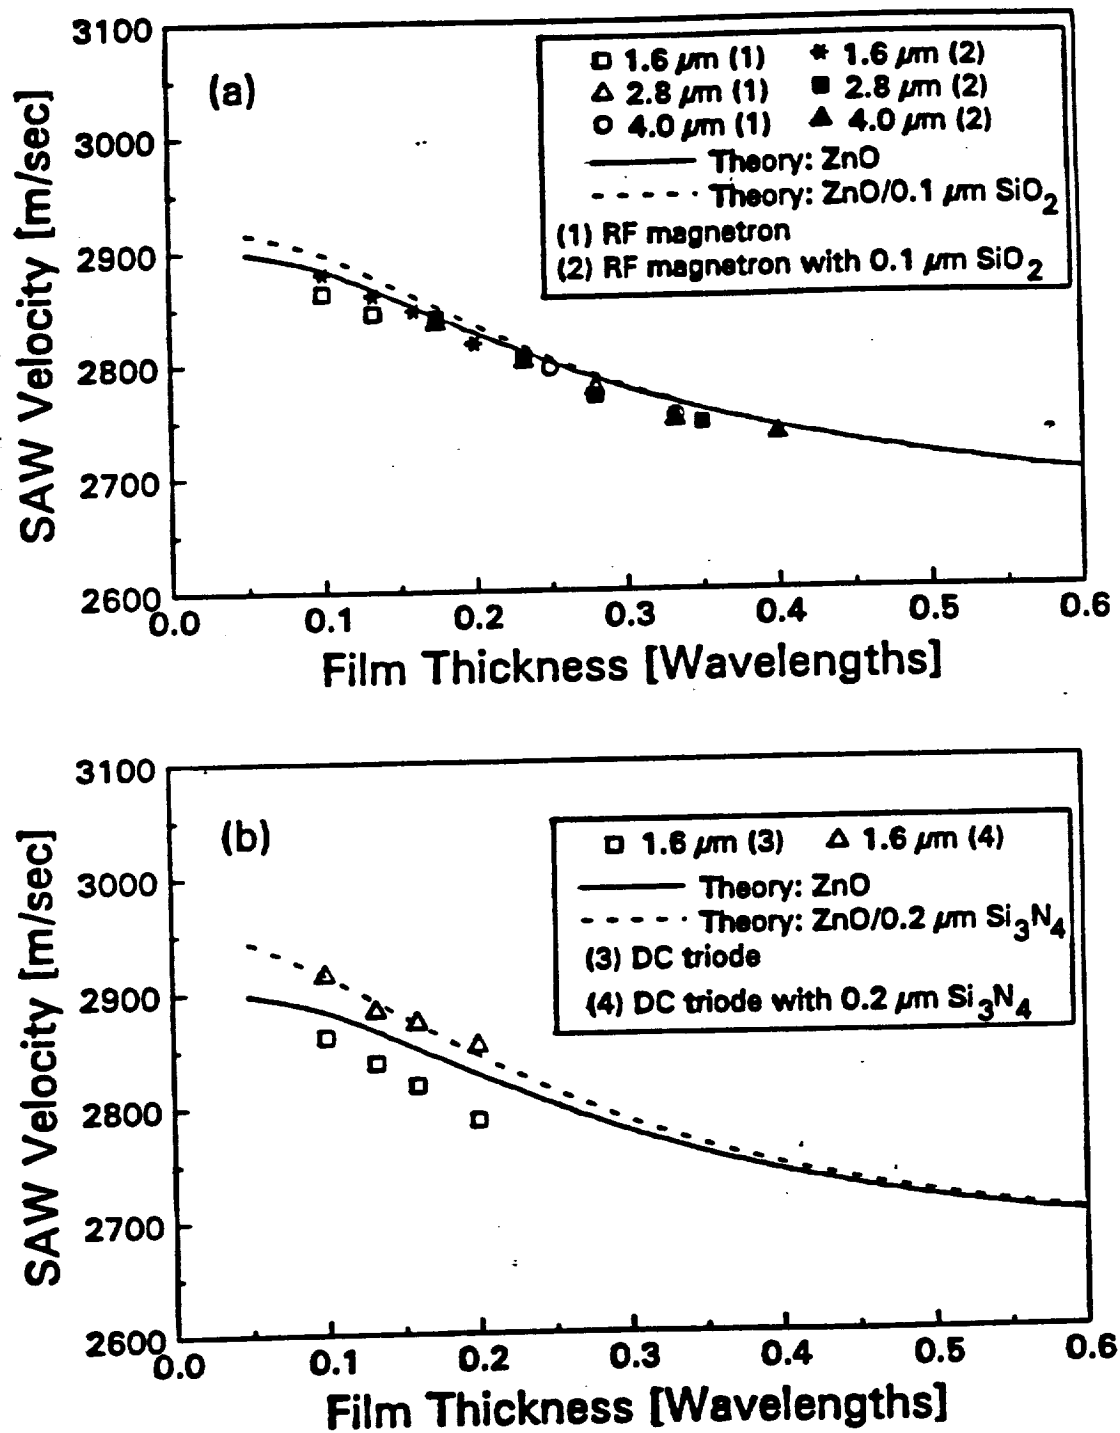 3100
3000
2900
2800
2700
2600
SAW Velocity [m/sec]
(a)
1.6 μm (1) 1.6 μm (2)
2.8 μm (1) 2.8 μm (2)
4.0 μm (1) 4.0 μm (2)
Theory: ZnO
Theory: ZnO/0.1 μm SiO2
(1) RF magnetron
(2) RF magnetron with 0.1 μm SiO2
0.0 0.1 0.2 0.3 0.4 0.5 0.6
Film Thickness [Wavelengths]
3100
3000
2900
2800
2700
2600
SAW Velocity [m/sec]
(b)
1.6 μm (3) 1.6 μm (4)
Theory: ZnO
Theory: ZnO/0.2 μm Si3N4
(3) DC triode
(4) DC triode with 0.2 μm Si3N4
0.0 0.1 0.2 0.3 0.4 0.5 0.6
Film Thickness [Wavelengths]